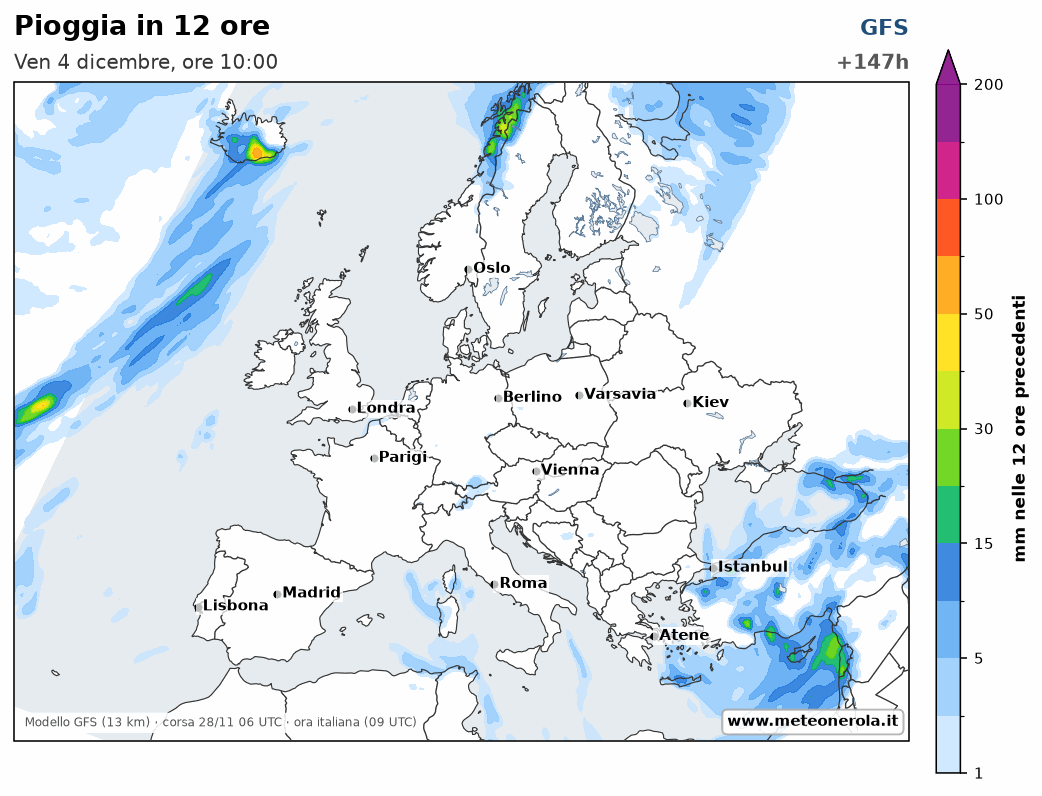 Pioggia in 12 ore
GFS
Ven 4 dicembre, ore 10:00
+147h
200
100
50
30
15
5
1
mm nelle 12 ore precedenti
Oslo
Londra
Berlino
Varsavia
Kiev
Parigi
Vienna
Istanbul
Roma
Madrid
Lisbona
Atene
Modello GFS (13 km) · corsa 28/11 06 UTC · ora italiana (09 UTC)
www.meteonerola.it